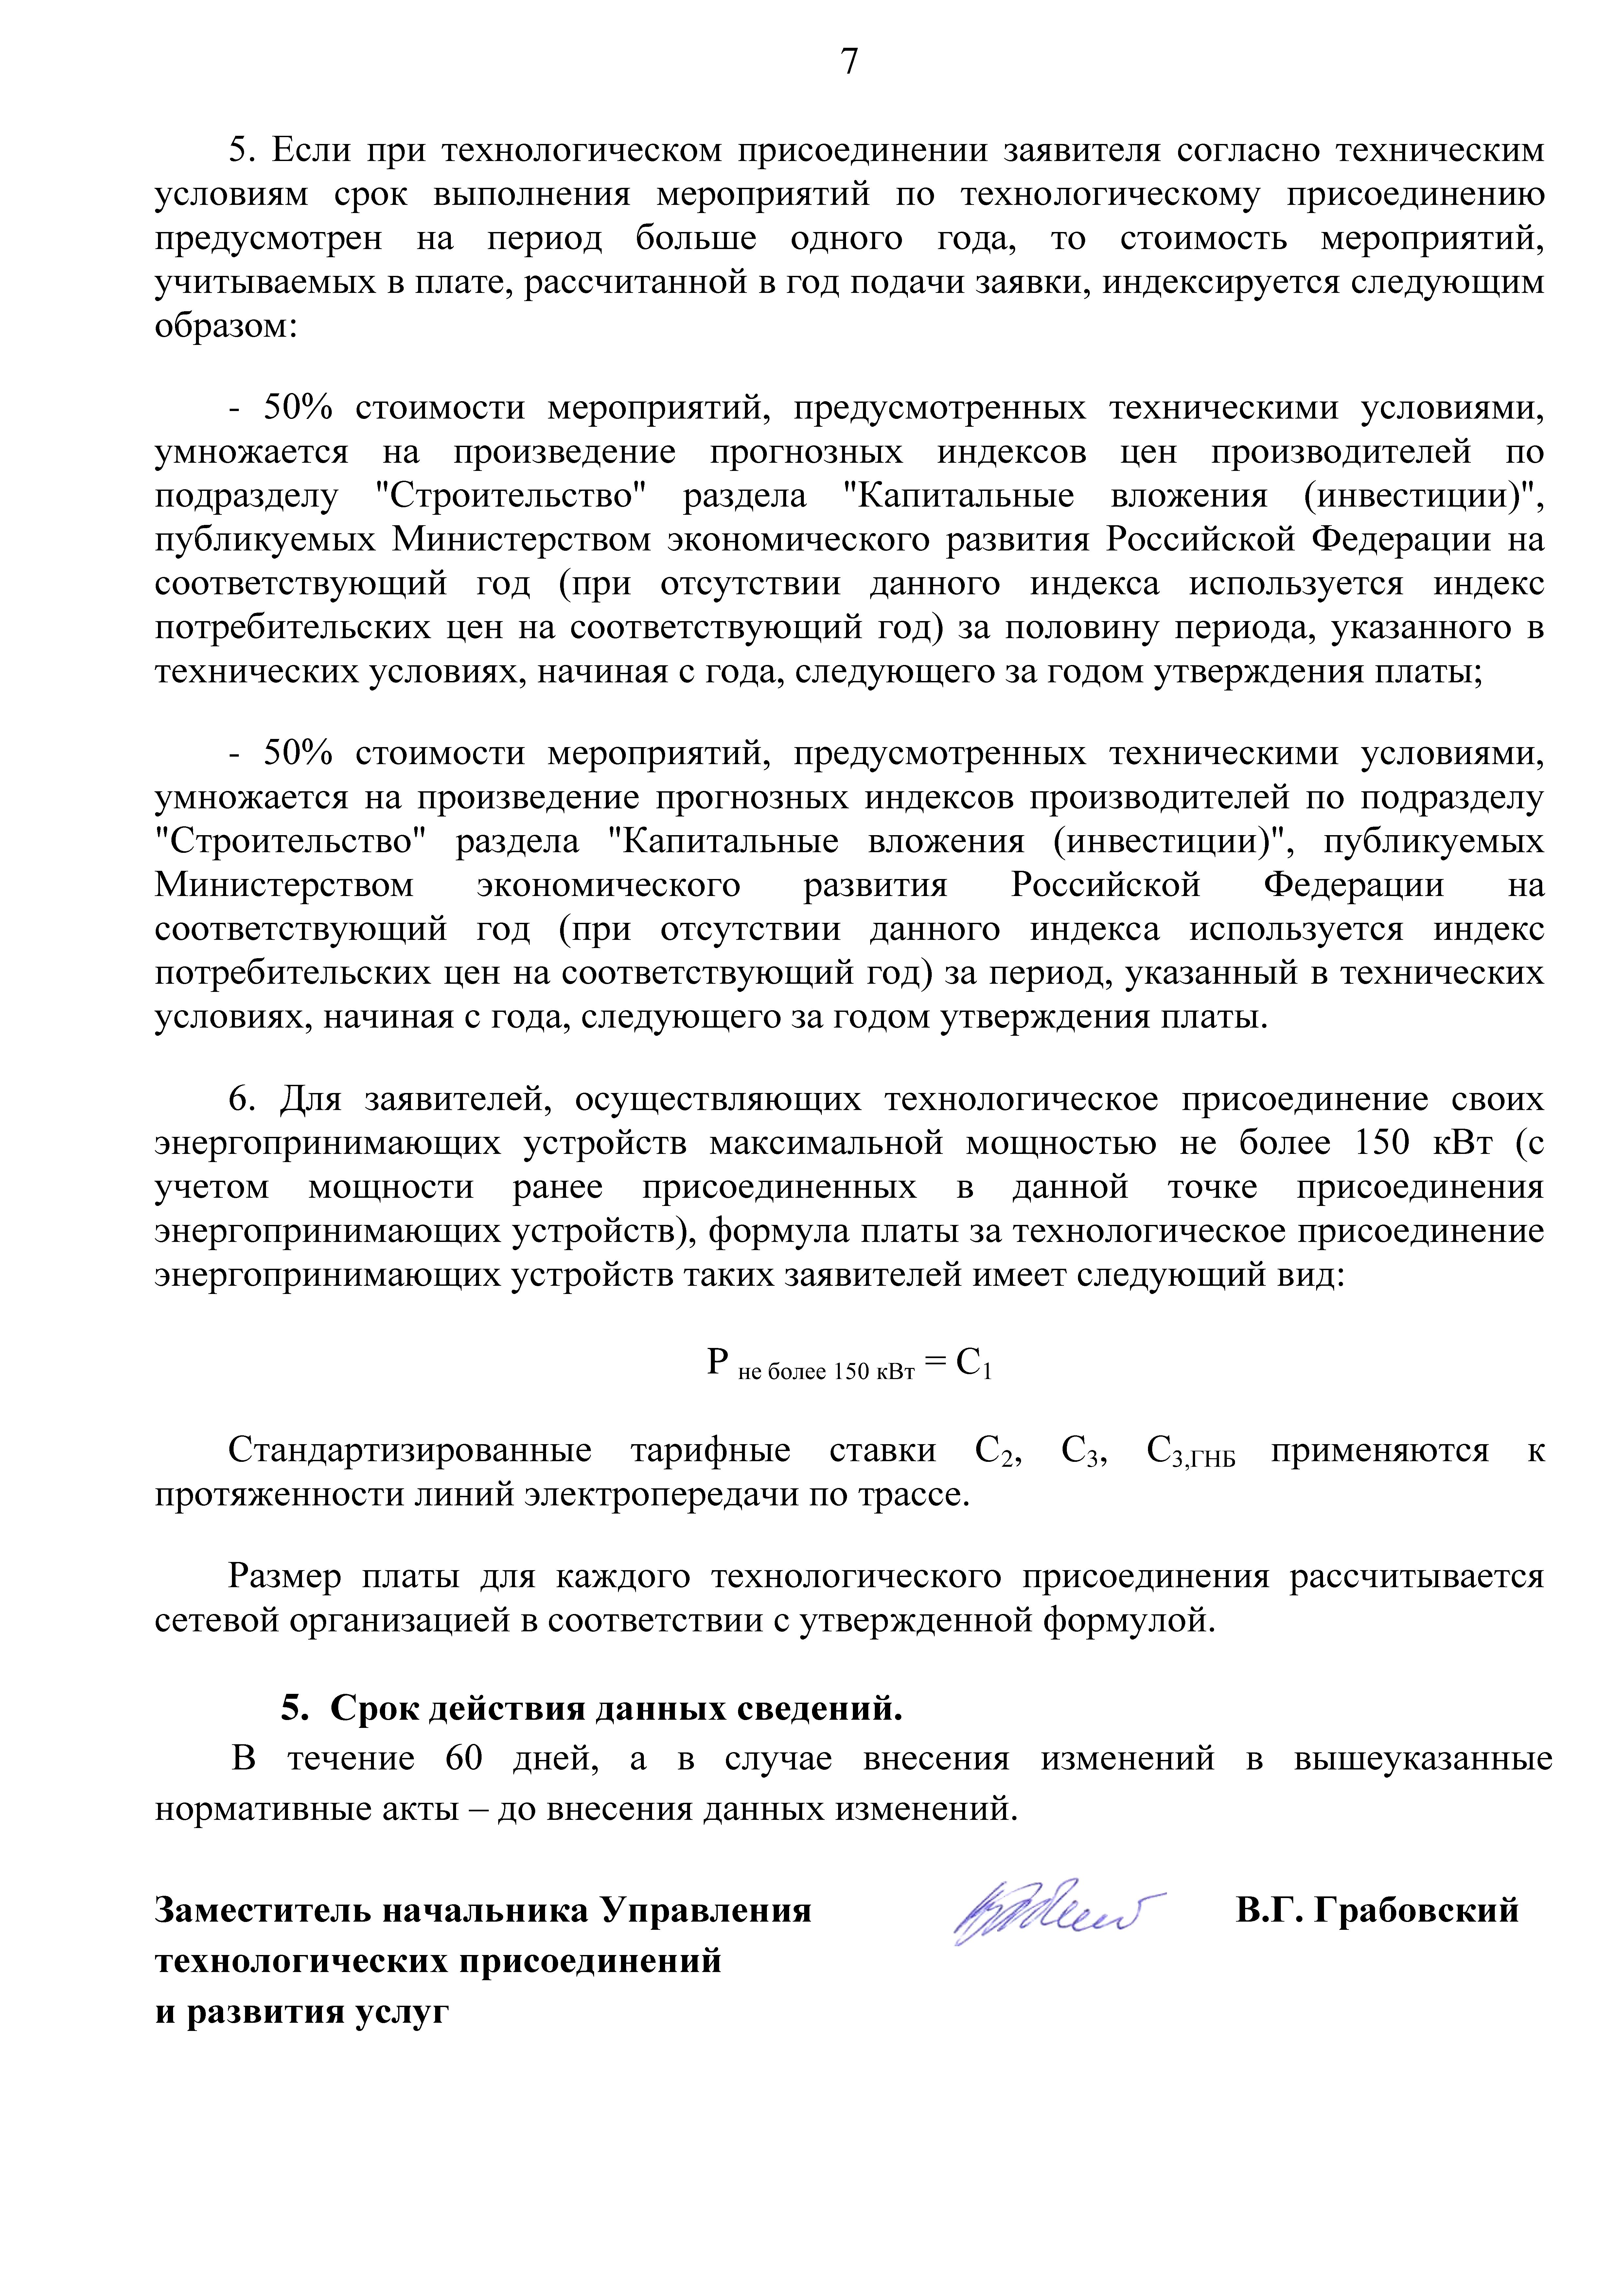 7
5. Если при технологическом присоединении заявителя согласно техническим
условиям срок выполнения мероприятий по технологическому присоединению
предусмотрен на период больше одного года, то стоимость мероприятий,
учитываемых в плате, рассчитанной в год подачи заявки, индексируется следующим
образом:
- 50% стоимости мероприятий, предусмотренных техническими условиями,
умножается на произведение прогнозных индексов цен производителей по
подразделу "Строительство" раздела "Капитальные вложения (инвестиции)",
публикуемых Министерством экономического развития Российской Федерации на
соответствующий год (при отсутствии данного индекса используется индекс
потребительских цен на соответствующий год) за половину периода, указанного в
технических условиях, начиная с года, следующего за годом утверждения платы;
- 50% стоимости мероприятий, предусмотренных техническими условиями,
умножается на произведение прогнозных индексов производителей по подразделу
"Строительство" раздела "Капитальные вложения (инвестиции)", публикуемых
Министерством экономического развития Российской Федерации на
соответствующий год (при отсутствии данного индекса используется индекс
потребительских цен на соответствующий год) за период, указанный в технических
условиях, начиная с года, следующего за годом утверждения платы.
6. Для заявителей, осуществляющих технологическое присоединение своих
энергопринимающих устройств максимальной мощностью не более 150 кВт (с
учетом мощности ранее присоединенных в данной точке присоединения
энергопринимающих устройств), формула платы за технологическое присоединение
энергопринимающих устройств таких заявителей имеет следующий вид:
Р не более 150 кВт = С1
Стандартизированные тарифные ставки С2, С3, С3,ГНБ применяются к
протяженности линий электропередачи по трассе.
Размер платы для каждого технологического присоединения рассчитывается
сетевой организацией в соответствии с утвержденной формулой.
5. Срок действия данных сведений.
В течение 60 дней, а в случае внесения изменений в вышеуказанные
нормативные акты – до внесения данных изменений.
Заместитель начальника Управления В.Г. Грабовский
технологических присоединений
и развития услуг